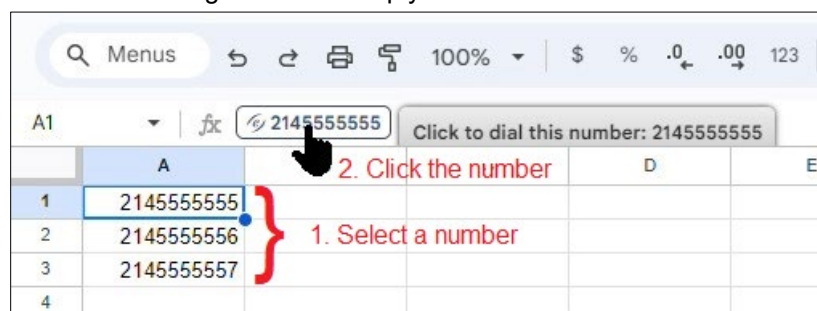 Menus 100% $ % .0 .00 123
A1 fx 2145555555 Click to dial this number: 2145555555
A D E
2. Click the number
1 2145555555
2 2145555556 1. Select a number
3 2145555557
4